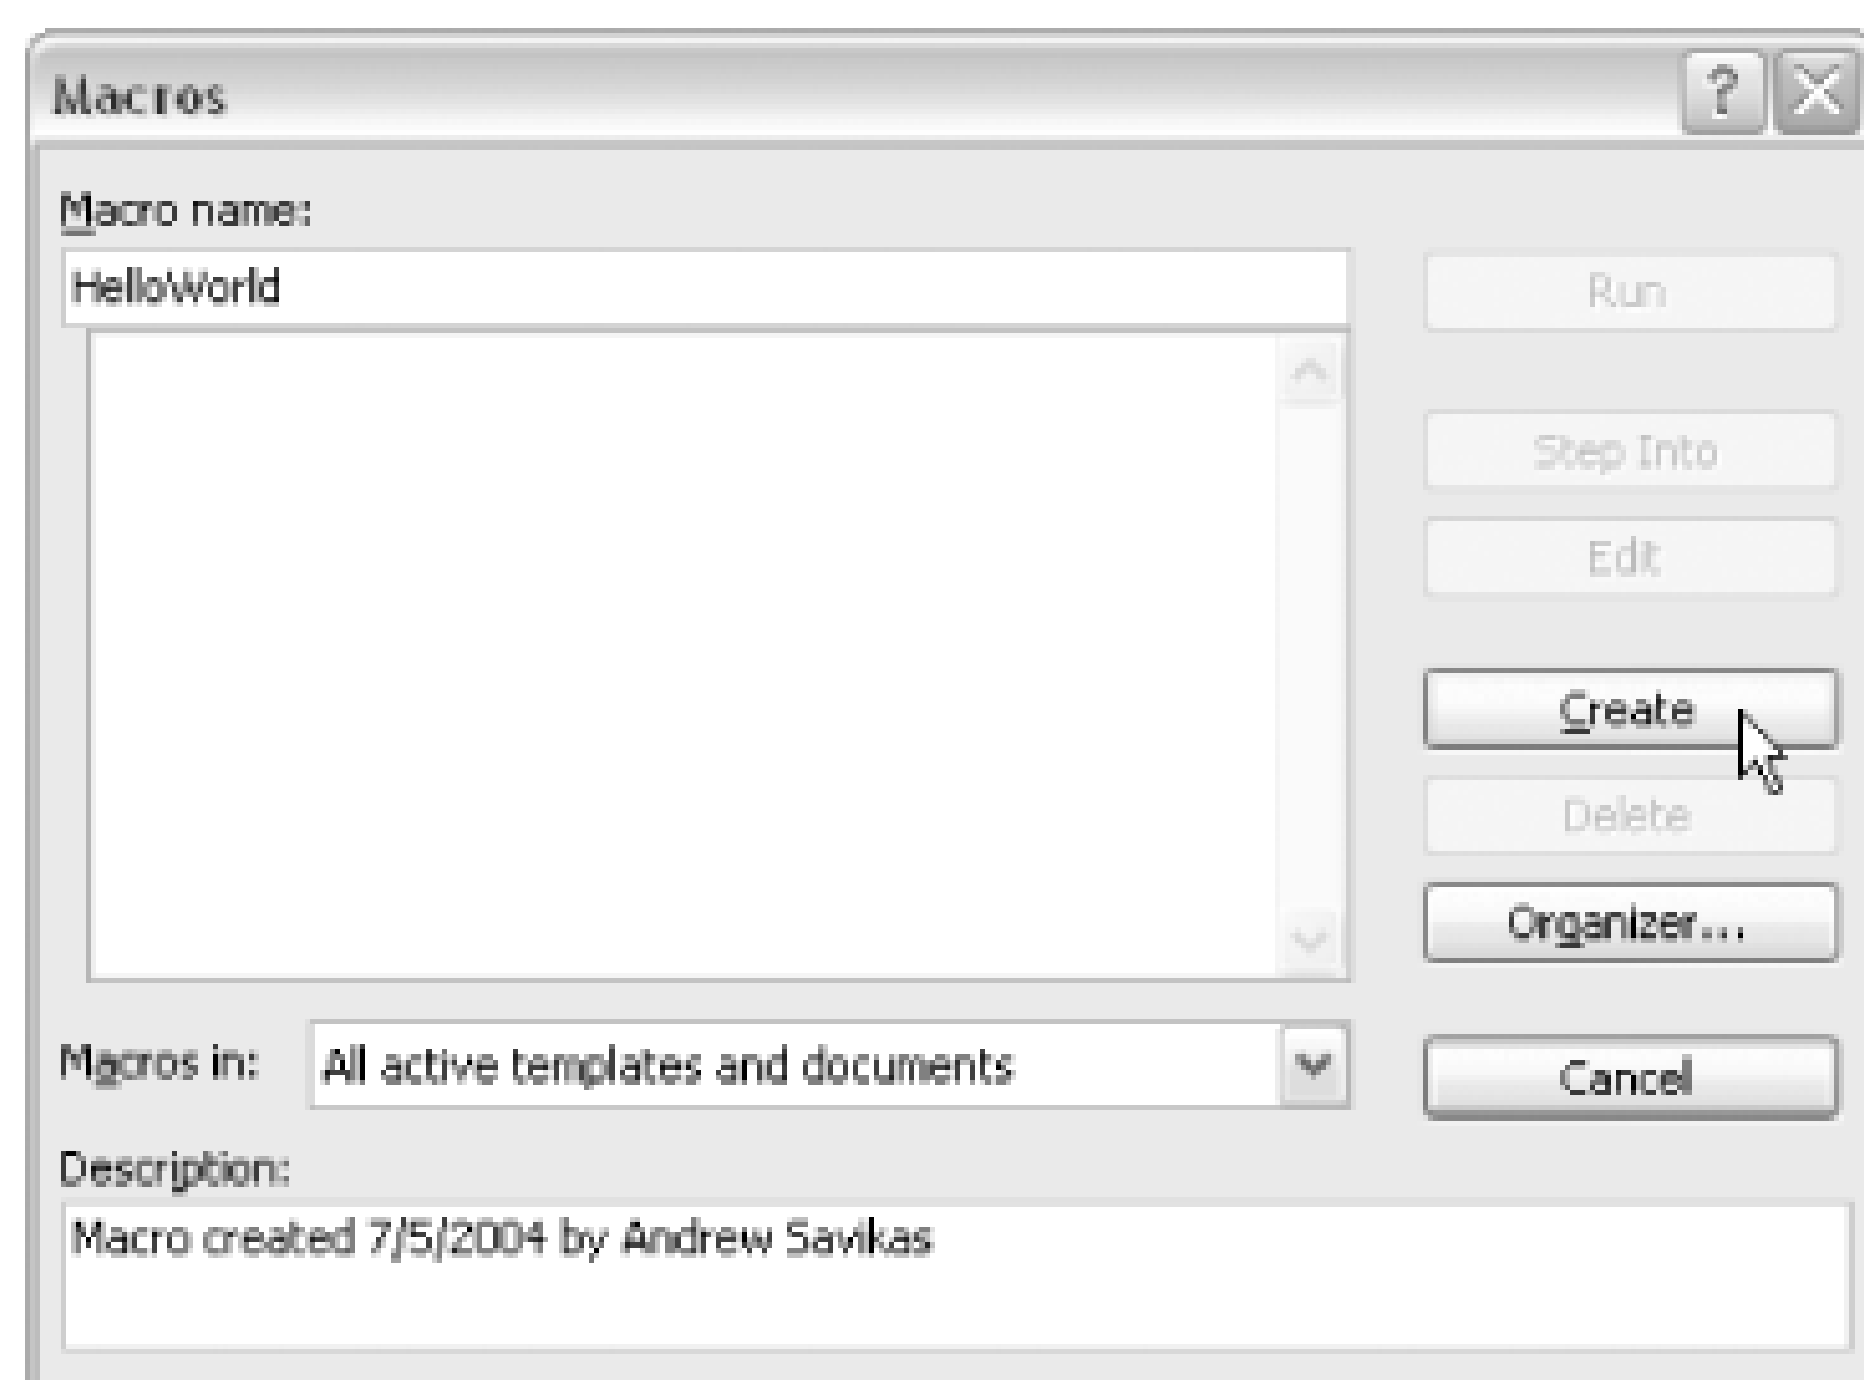 Macros
?
Macro name:
HelloWorld
Run
Step Into
Edit
Create
Delete
Organizer...
Macros in:
All active templates and documents
Cancel
Description:
Macro created 7/5/2004 by Andrew Savikas